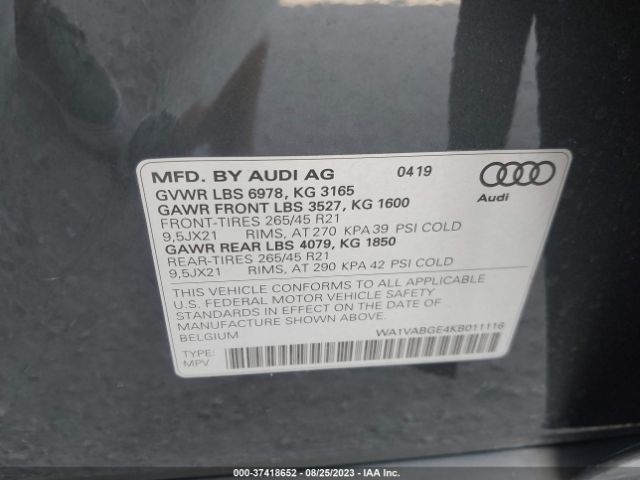 MFD. BY AUDI AG 0419
GVWR LBS 6978, KG 3165
GAWR FRONT LBS 3527, KG 1600
FRONT-TIRES 265/45 R21
9,5JX21 RIMS, AT 270 KPA 39 PSI COLD
GAWR REAR LBS 4079, KG 1850
REAR-TIRES 265/45 R21
9,5JX21 RIMS, AT 290 KPA 42 PSI COLD
Audi
THIS VEHICLE CONFORMS TO ALL APPLICABLE
U.S. FEDERAL MOTOR VEHICLE SAFETY
STANDARDS IN EFFECT ON THE DATE OF
MANUFACTURE SHOWN ABOVE.
BELGIUM
WA1VABGE4KB011116
TYPE:
MPV
000-37418652 - 08/25/2023 - IAA Inc.